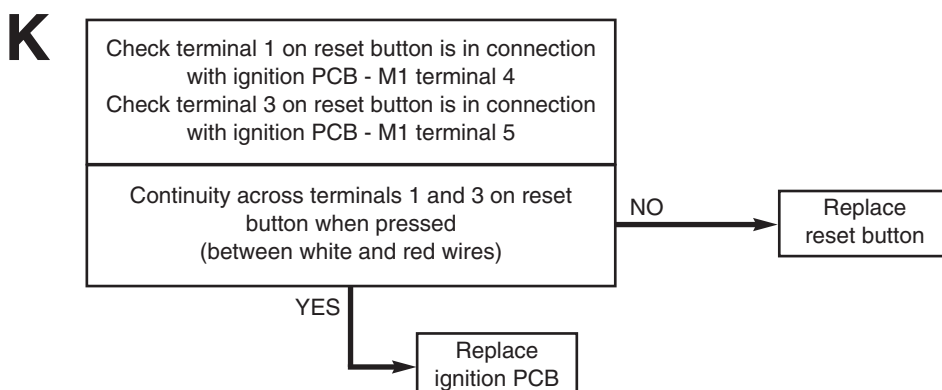 K
Check terminal 1 on reset button is in connection
with ignition PCB - M1 terminal 4
Check terminal 3 on reset button is in connection
with ignition PCB - M1 terminal 5
Continuity across terminals 1 and 3 on reset
button when pressed
(between white and red wires)
NO
Replace
reset button
YES
Replace
ignition PCB